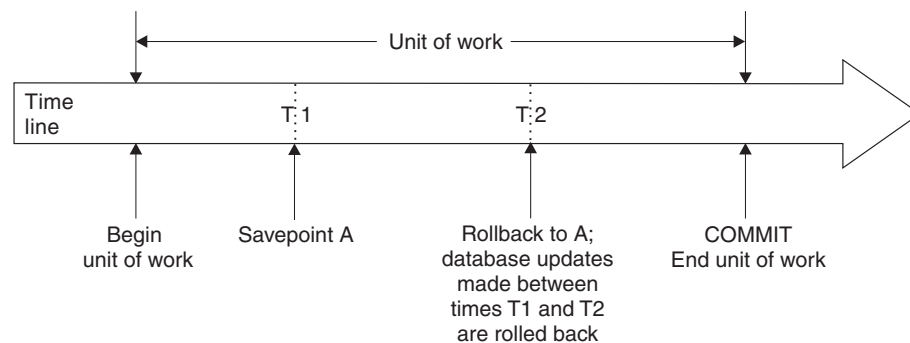 Unit of work
Time
line
T 1
T 2
Begin
unit of work
Savepoint A
Rollback to A;
database updates
made between
times T1 and T2
are rolled back
COMMIT
End unit of work